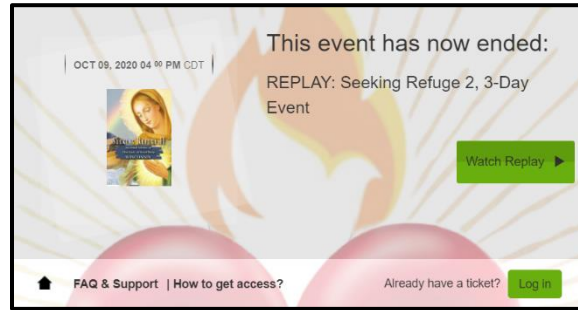 OCT 09, 2020 04 00 PM CDT
This event has now ended:
REPLAY: Seeking Refuge 2, 3-Day
Event
Watch Replay
FAQ & Support | How to get access?
Already have a ticket?
Log in